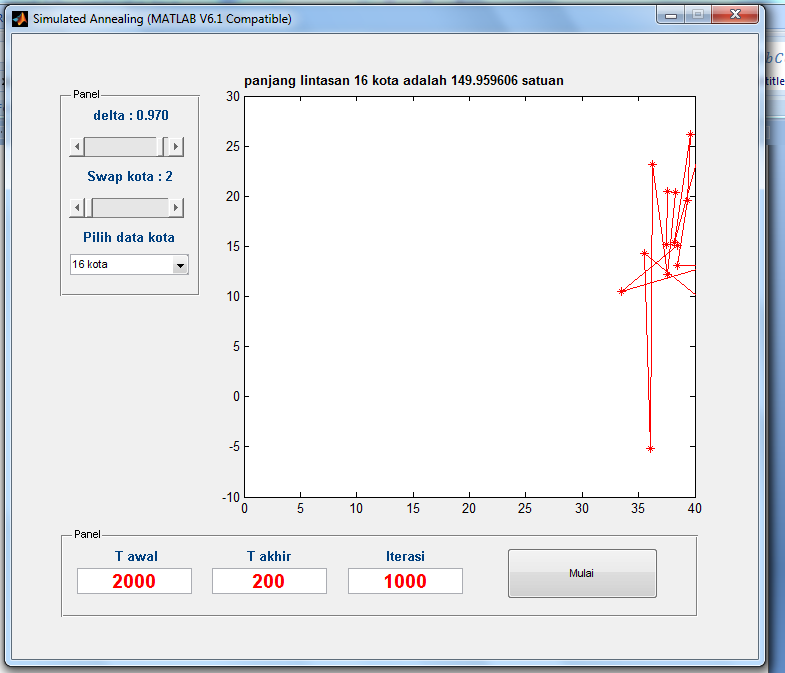 Simulated Annealing (MATLAB V6.1 Compatible)
panjang lintasan 16 kota adalah 149.959606 satuan
Panel
delta : 0.970
Swap kota : 2
Pilih data kota
16 kota
30
25
20
15
10
5
0
-5
-10
0 5 10 15 20 25 30 35 40
Panel
T awal T akhir Iterasi
2000 200 1000
Mulai
title